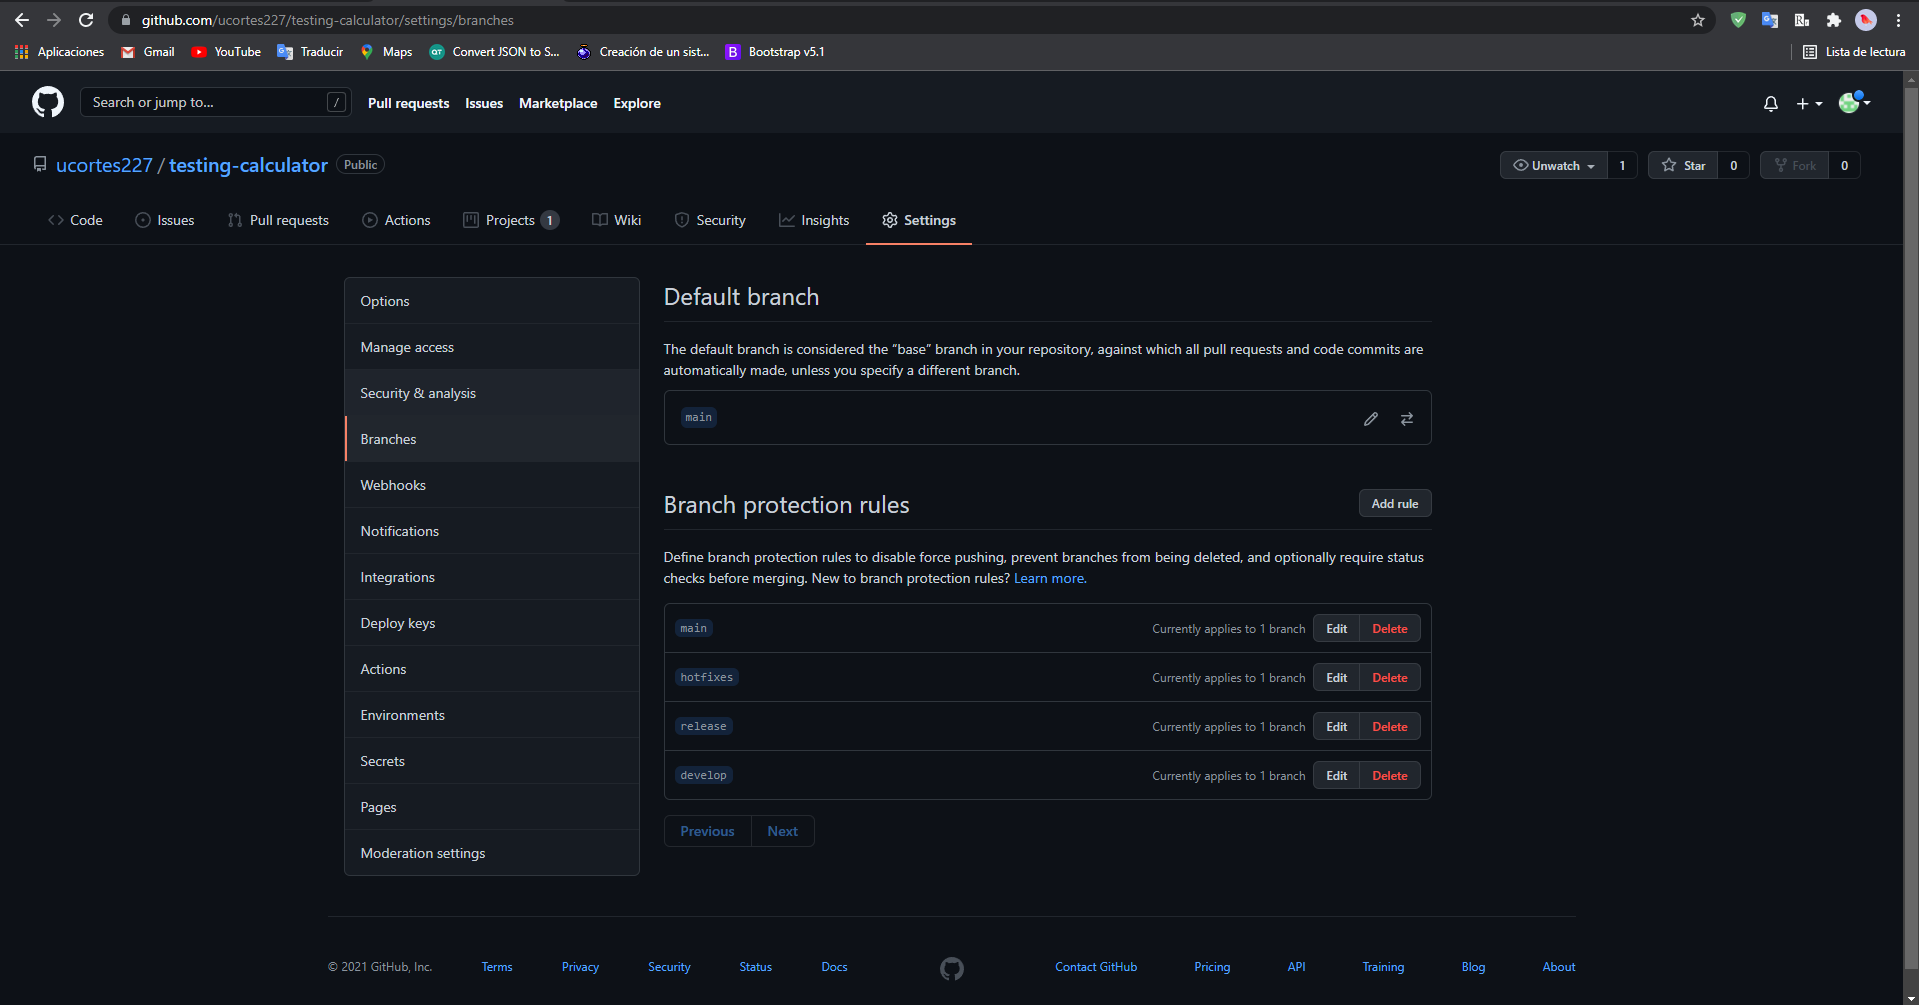 github.com/ucortes227/testing-calculator/settings/branches
Aplicaciones Gmail YouTube Traducir Maps Convert JSON to S... Creación de un sist... B Bootstrap v5.1 Lista de lectura
Search or jump to... / Pull requests Issues Marketplace Explore
ucortes227 / testing-calculator Public Unwatch 1 Star 0 Fork 0
Code Issues Pull requests Actions Projects 1 Wiki Security Insights Settings
Options
Manage access
Security & analysis
Branches
Webhooks
Notifications
Integrations
Deploy keys
Actions
Environments
Secrets
Pages
Moderation settings
Default branch
The default branch is considered the “base” branch in your repository, against which all pull requests and code commits are
automatically made, unless you specify a different branch.
main
Branch protection rules Add rule
Define branch protection rules to disable force pushing, prevent branches from being deleted, and optionally require status
checks before merging. New to branch protection rules? Learn more.
main Currently applies to 1 branch Edit Delete
hotfixes Currently applies to 1 branch Edit Delete
release Currently applies to 1 branch Edit Delete
develop Currently applies to 1 branch Edit Delete
Previous Next
© 2021 GitHub, Inc. Terms Privacy Security Status Docs Contact GitHub Pricing API Training Blog About